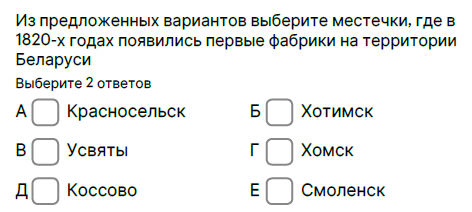 Из предложенных вариантов выберите местечки, где в
1820-х годах появились первые фабрики на территории
Беларуси
Выберите 2 ответов
А Красносельск Б Хотимск
В Усвяты Г Хомск
Д Коссово Е Смоленск